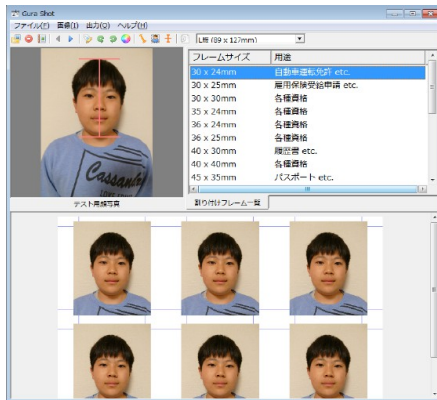 Gura Shot
ファイル(F) 画像(I) 出力(O) ヘルプ(H)
L版 (89 x 127mm)
フレームサイズ 用途
30 x 24mm 自動車運転免許 etc.
30 x 25mm 雇用保険受給申請 etc.
30 x 30mm 各種資格
35 x 24mm 各種資格
36 x 24mm 各種資格
36 x 25mm 各種資格
40 x 30mm 履歴書 etc.
40 x 40mm 各種資格
45 x 35mm パスポート etc.
Cassandra
テスト用顔写真
割り付けフレーム一覧